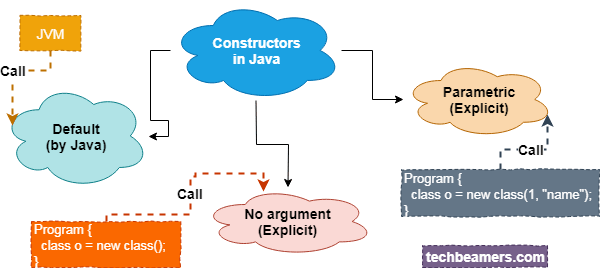 JVM
Call
Constructors
in Java
Default
(by Java)
Parametric
(Explicit)
Call
Program {
class o = new class(1, "name");
}
Call
No argument
(Explicit)
Program {
class o = new class();
}
techbeamers.com